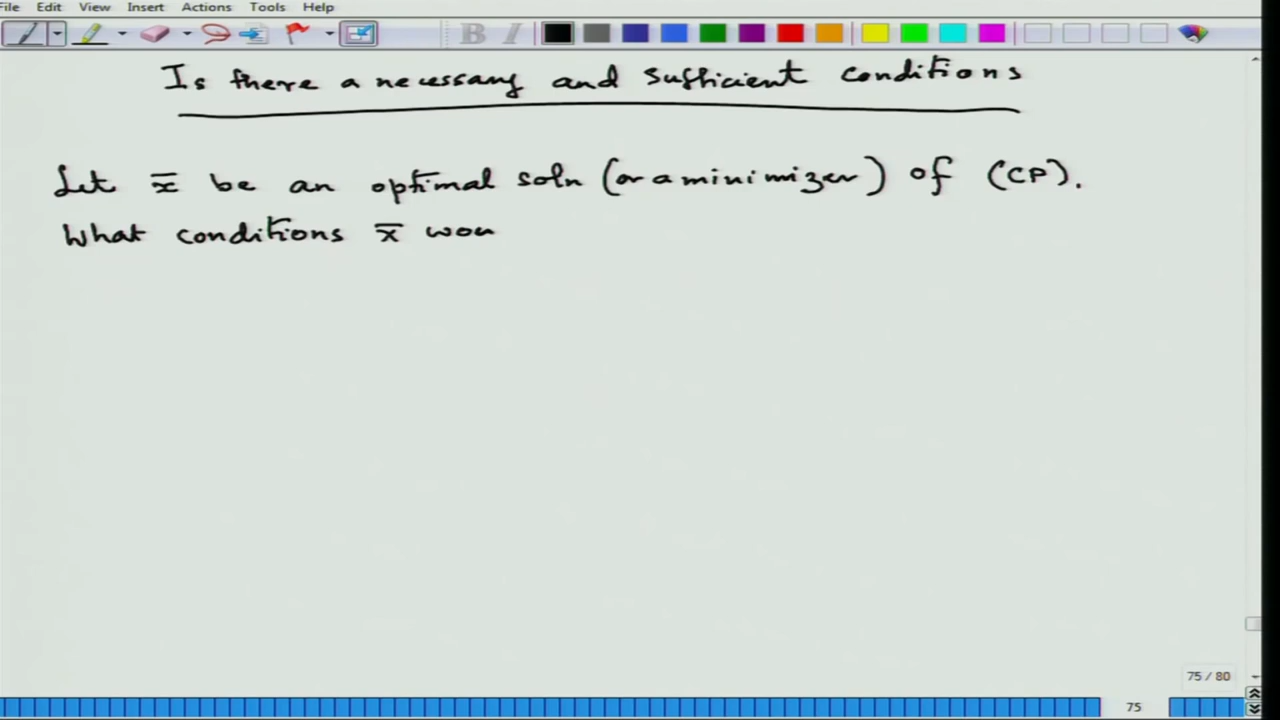 File Edit View Insert Actions Tools Help
B I
Is there a necessary and sufficient conditions
Let x̄ be an optimal soln (or a minimizer) of (CP).
What conditions x̄ wou
75 / 80
75